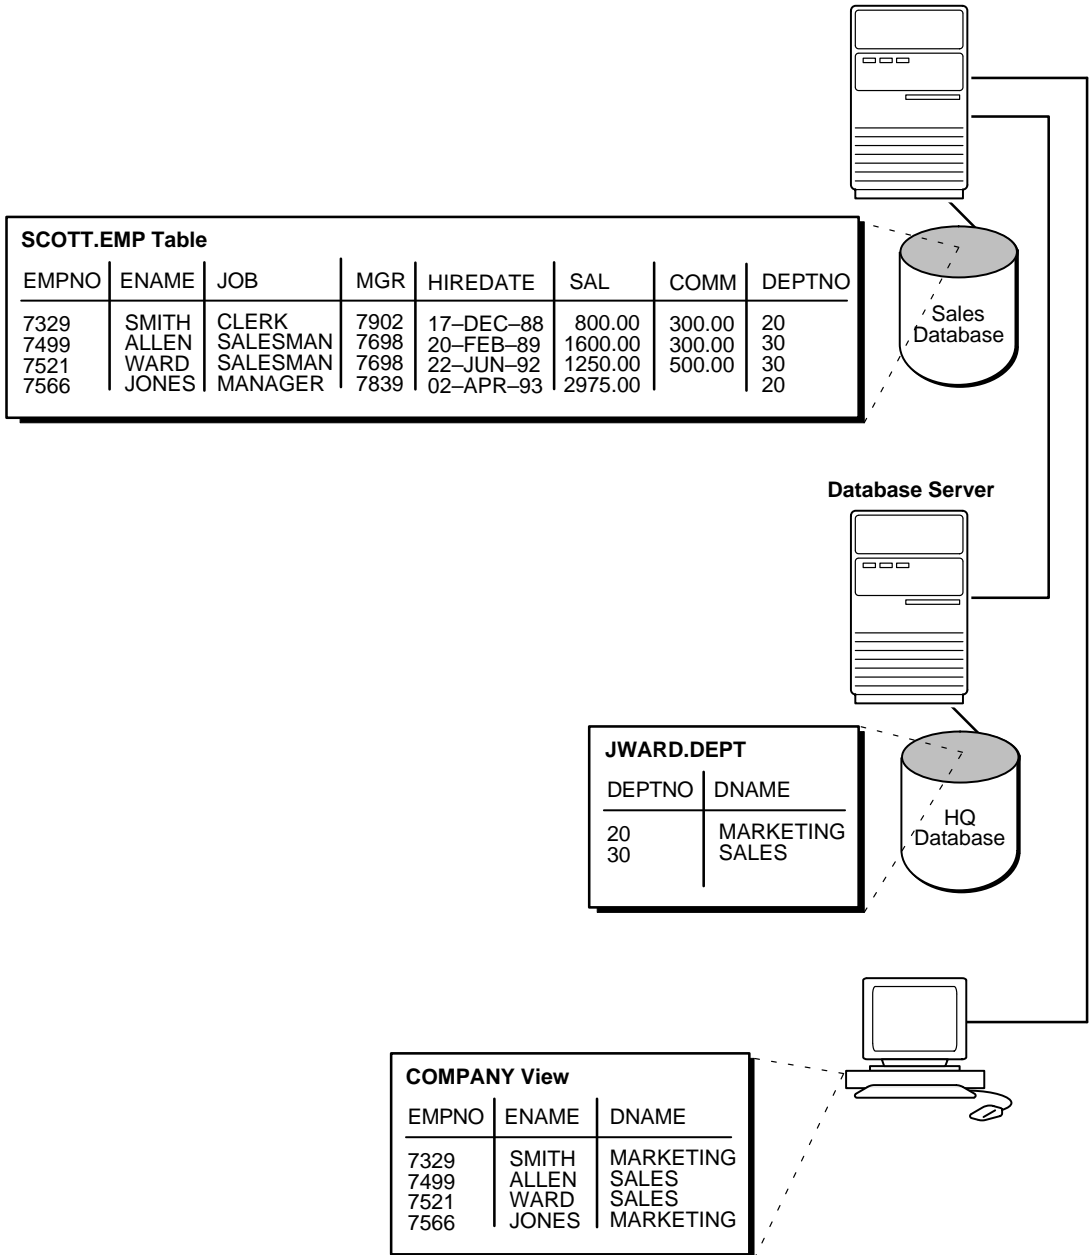 SCOTT.EMP Table
EMPNO ENAME JOB MGR HIREDATE SAL COMM DEPTNO
7329 SMITH CLERK 7902 17–DEC–88 800.00 300.00 20
7499 ALLEN SALESMAN 7698 20–FEB–89 1600.00 300.00 30
7521 WARD SALESMAN 7698 22–JUN–92 1250.00 500.00 30
7566 JONES MANAGER 7839 02–APR–93 2975.00 20
Sales
Database
Database Server
JWARD.DEPT
DEPTNO DNAME
20 MARKETING
30 SALES
HQ
Database
COMPANY View
EMPNO ENAME DNAME
7329 SMITH MARKETING
7499 ALLEN SALES
7521 WARD SALES
7566 JONES MARKETING